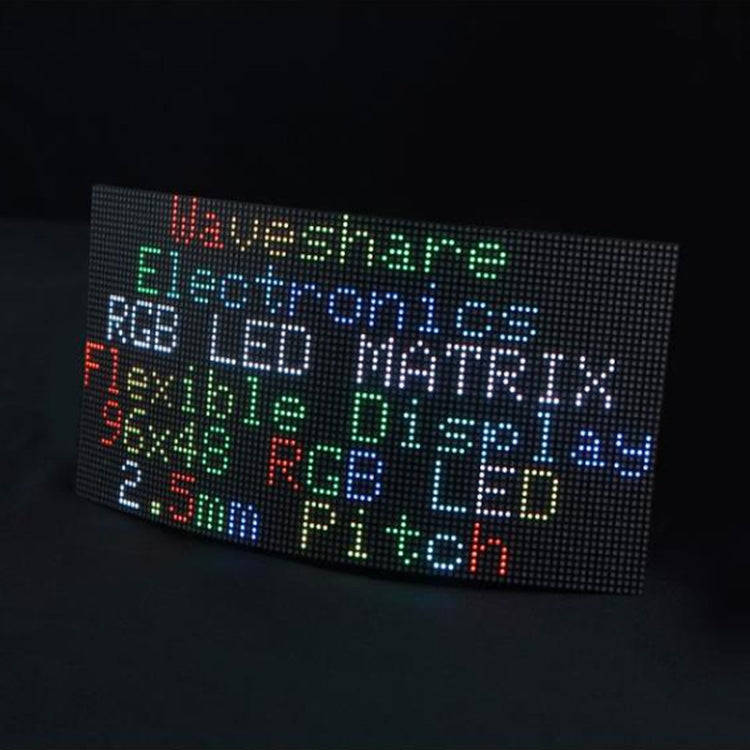 Waveshare
Electronics
RGB LED MATRIX
Flexible Display
96x48 RGB LED
2.5mm Pitch